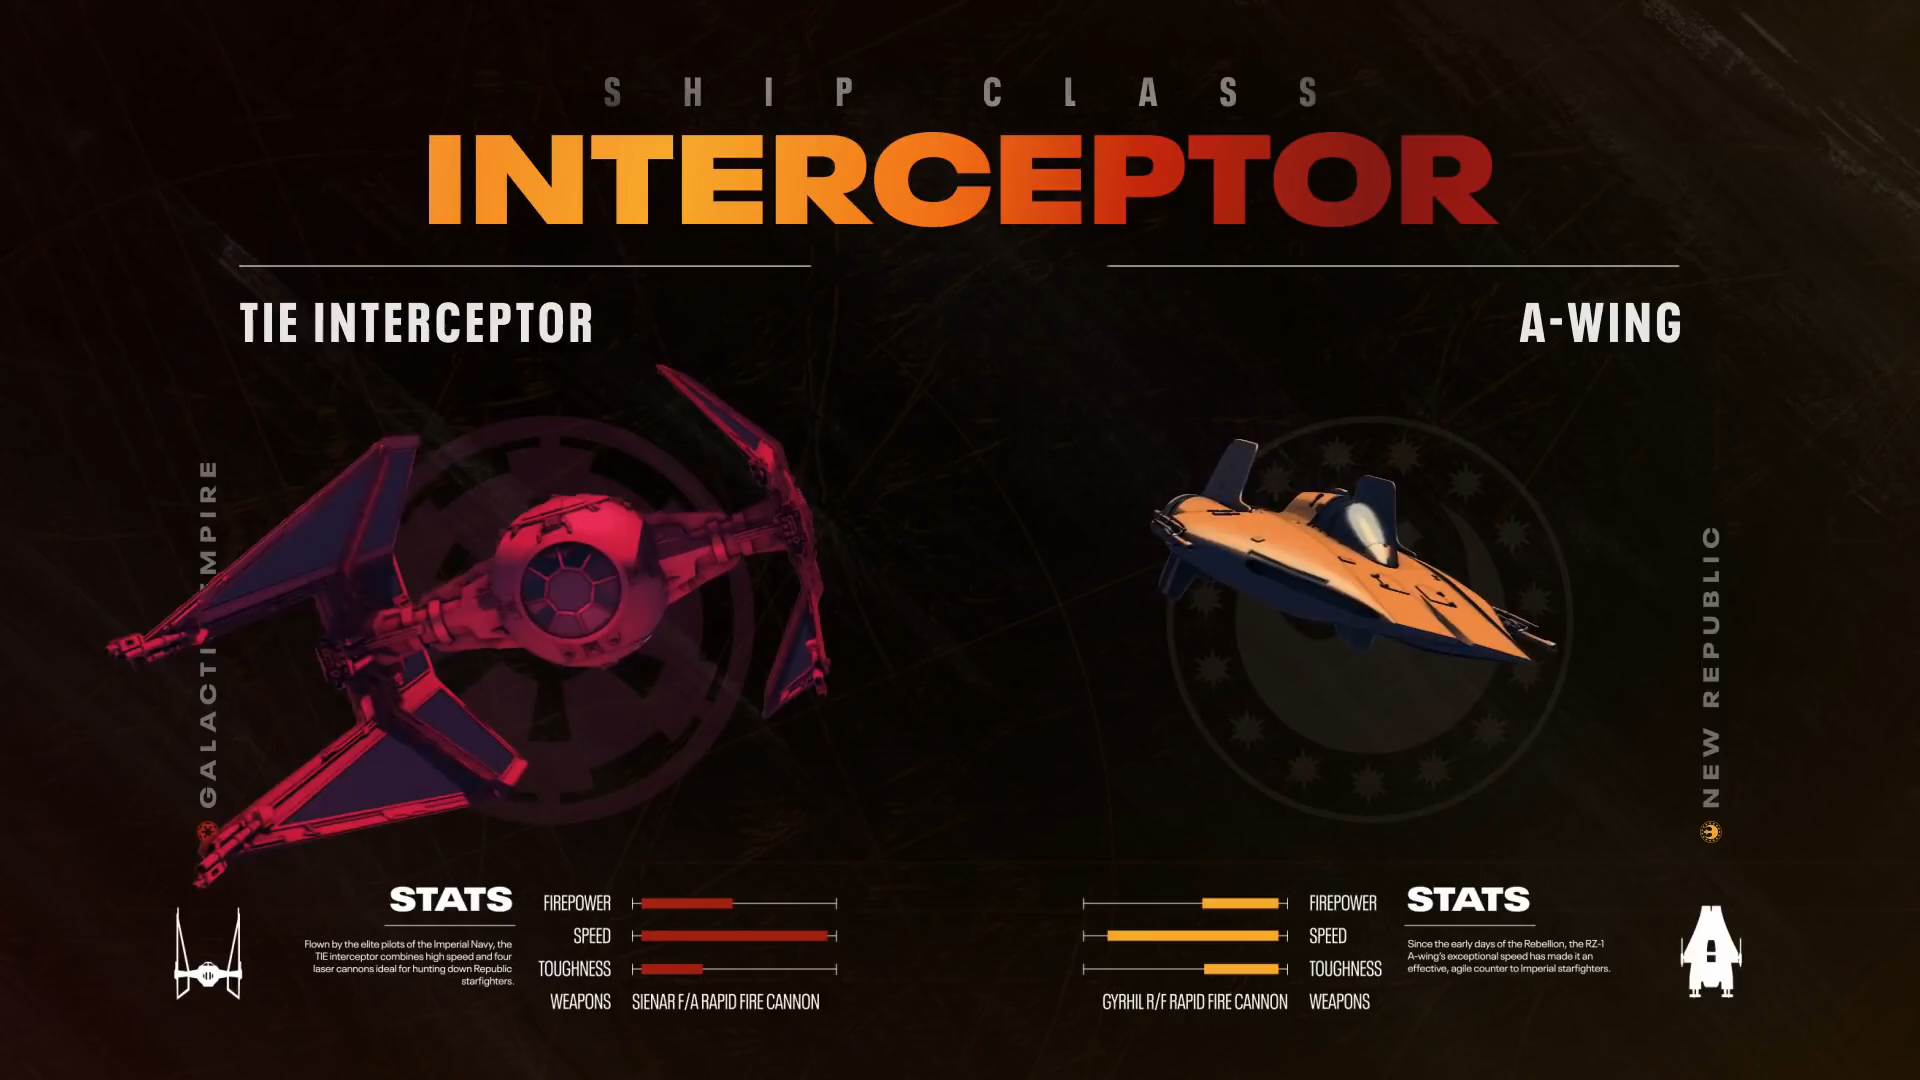 SHIP CLASS
INTERCEPTOR
TIE INTERCEPTOR
A-WING
GALACTIC EMPIRE
NEW REPUBLIC
STATS
Flown by the elite pilots of the Imperial Navy, the
TIE interceptor combines high speed and four
laser cannons ideal for hunting down Republic
starfighters.
FIREPOWER
SPEED
TOUGHNESS
WEAPONS SIENAR F/A RAPID FIRE CANNON
FIREPOWER
SPEED
TOUGHNESS
GYRHIL R/F RAPID FIRE CANNON WEAPONS
STATS
Since the early days of the Rebellion, the RZ-1
A-wing's exceptional speed has made it an
effective, agile counter to Imperial starfighters.